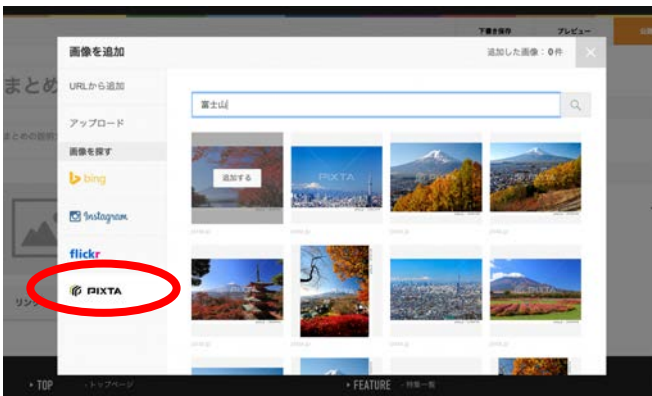 下書き保存 プレビュー
画像を追加
追加した画像：0件
まとめ
URLから追加
富士山
アップロード
画像を探す
bing
追加する
PIXTA
Instagram
flickr
PIXTA
リンク
TOP
トップページ
FEATURE
特集一覧